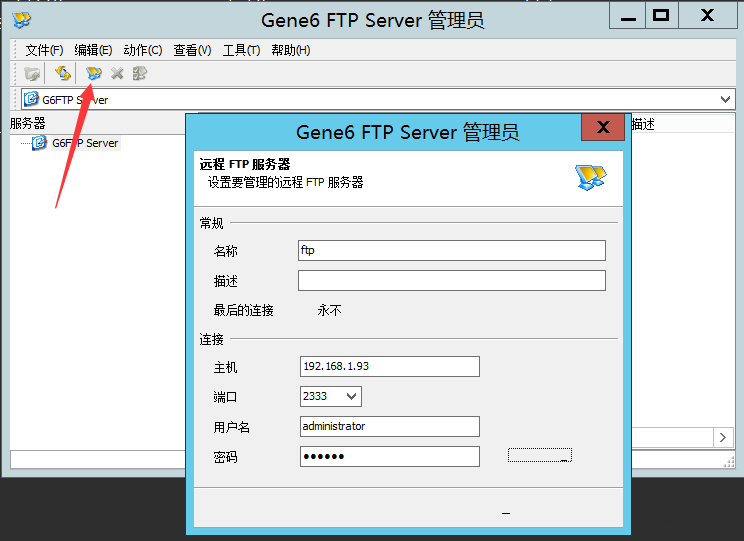 Gene6 FTP Server 管理员
文件(F) 编辑(E) 动作(C) 查看(V) 工具(T) 帮助(H)
G6FTP Server
服务器
描述
G6FTP Server
Gene6 FTP Server 管理员
远程 FTP 服务器
设置要管理的远程 FTP 服务器
常规
名称 ftp
描述
最后的连接 永不
连接
主机 192.168.1.93
端口 2333
用户名 administrator
密码 ●●●●●●